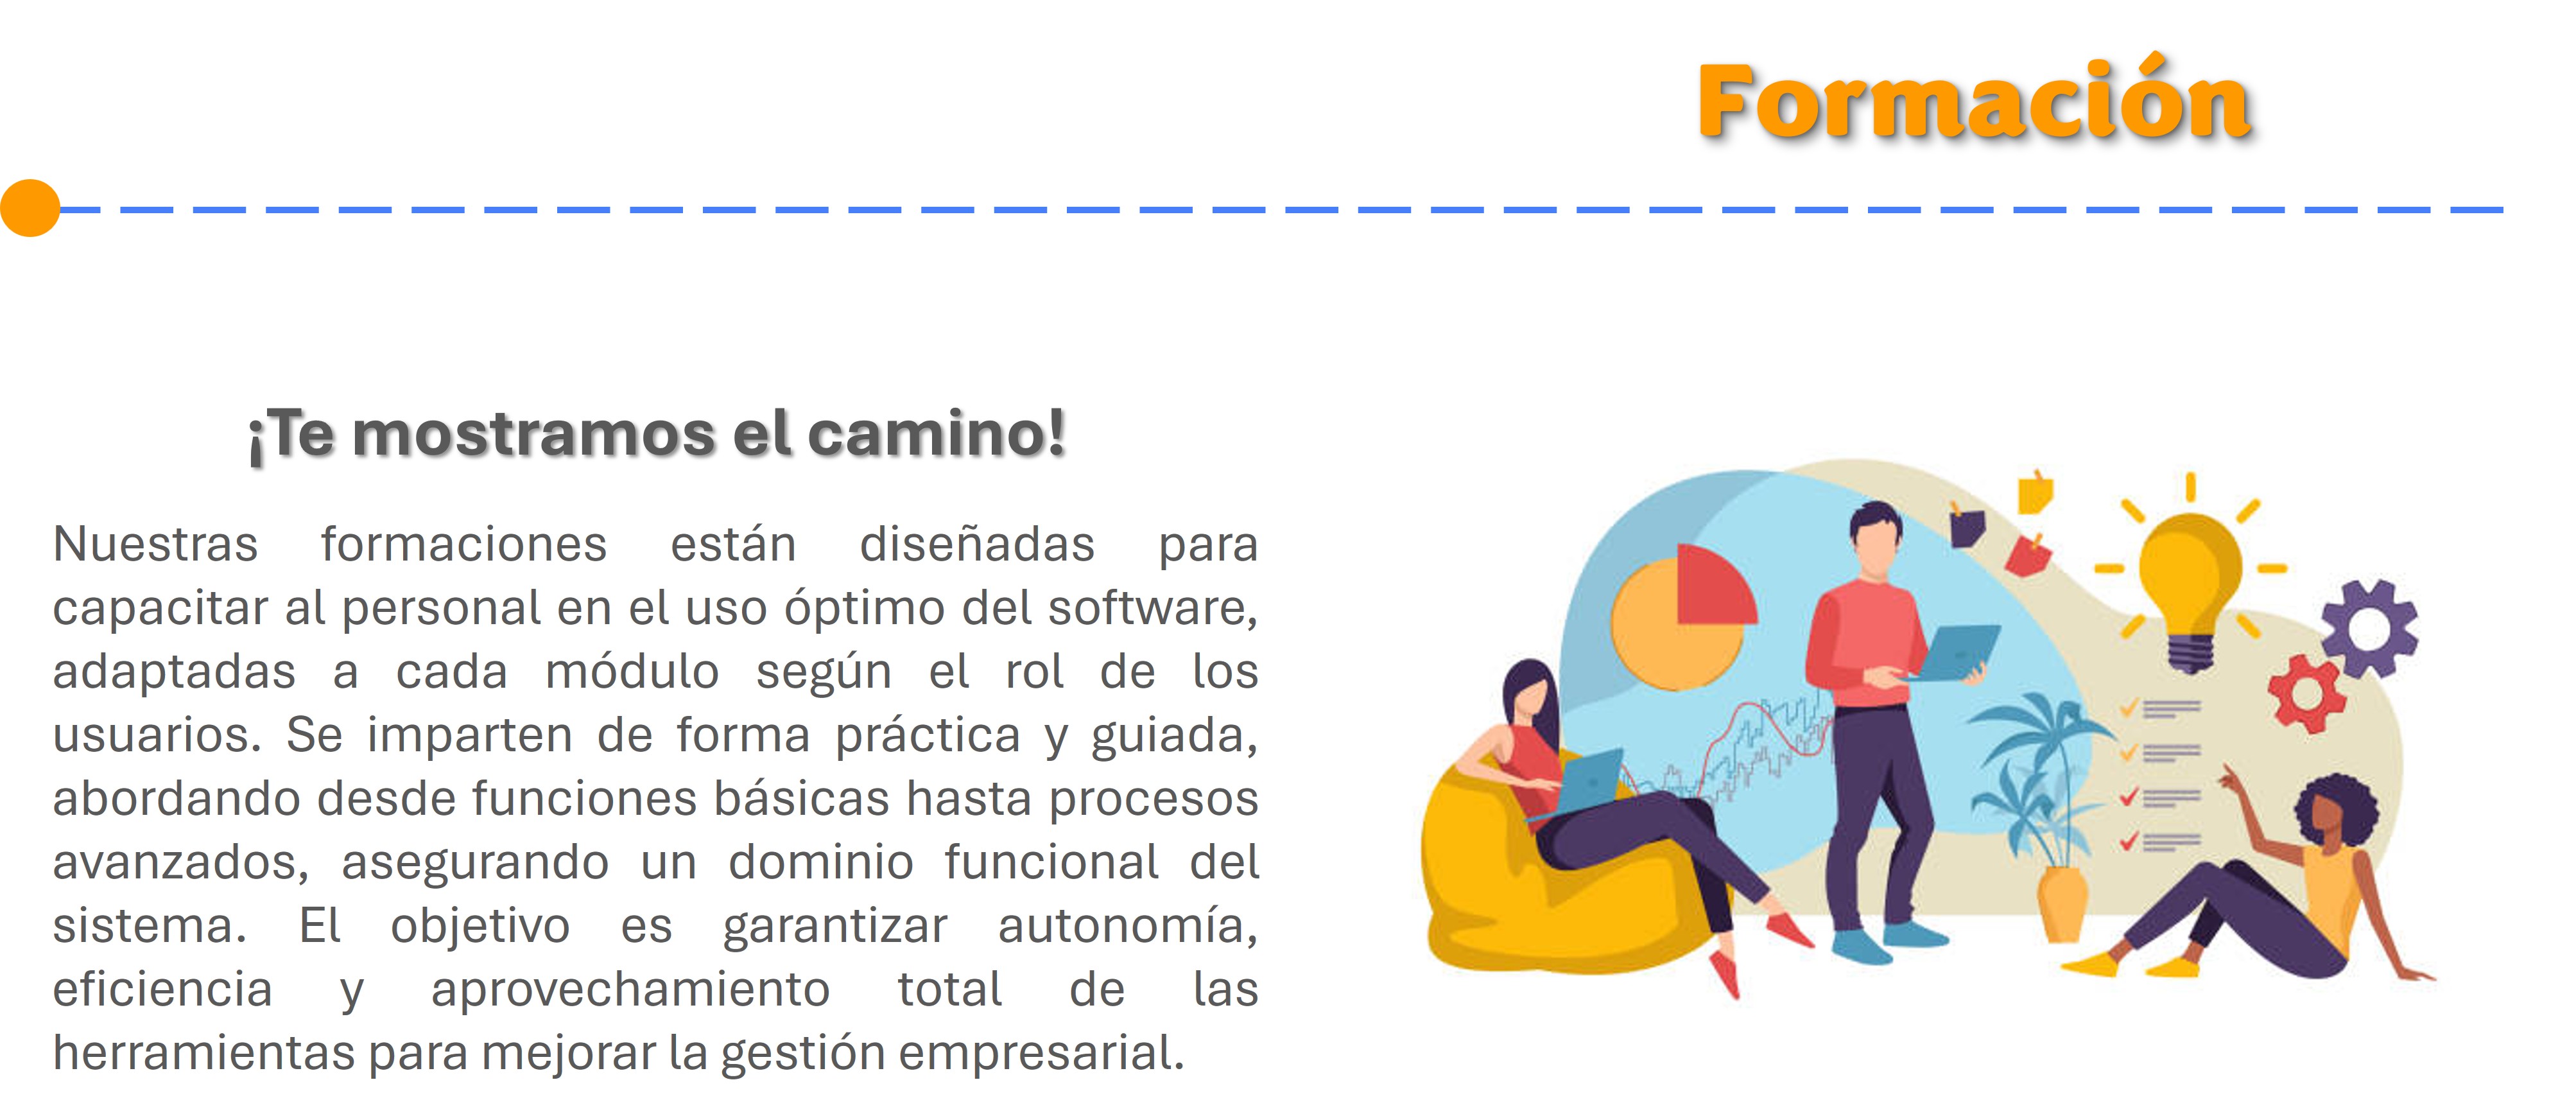 Formación
¡Te mostramos el camino!
Nuestras formaciones están diseñadas para
capacitar al personal en el uso óptimo del software,
adaptadas a cada módulo según el rol de los
usuarios. Se imparten de forma práctica y guiada,
abordando desde funciones básicas hasta procesos
avanzados, asegurando un dominio funcional del
sistema. El objetivo es garantizar autonomía,
eficiencia y aprovechamiento total de las
herramientas para mejorar la gestión empresarial.